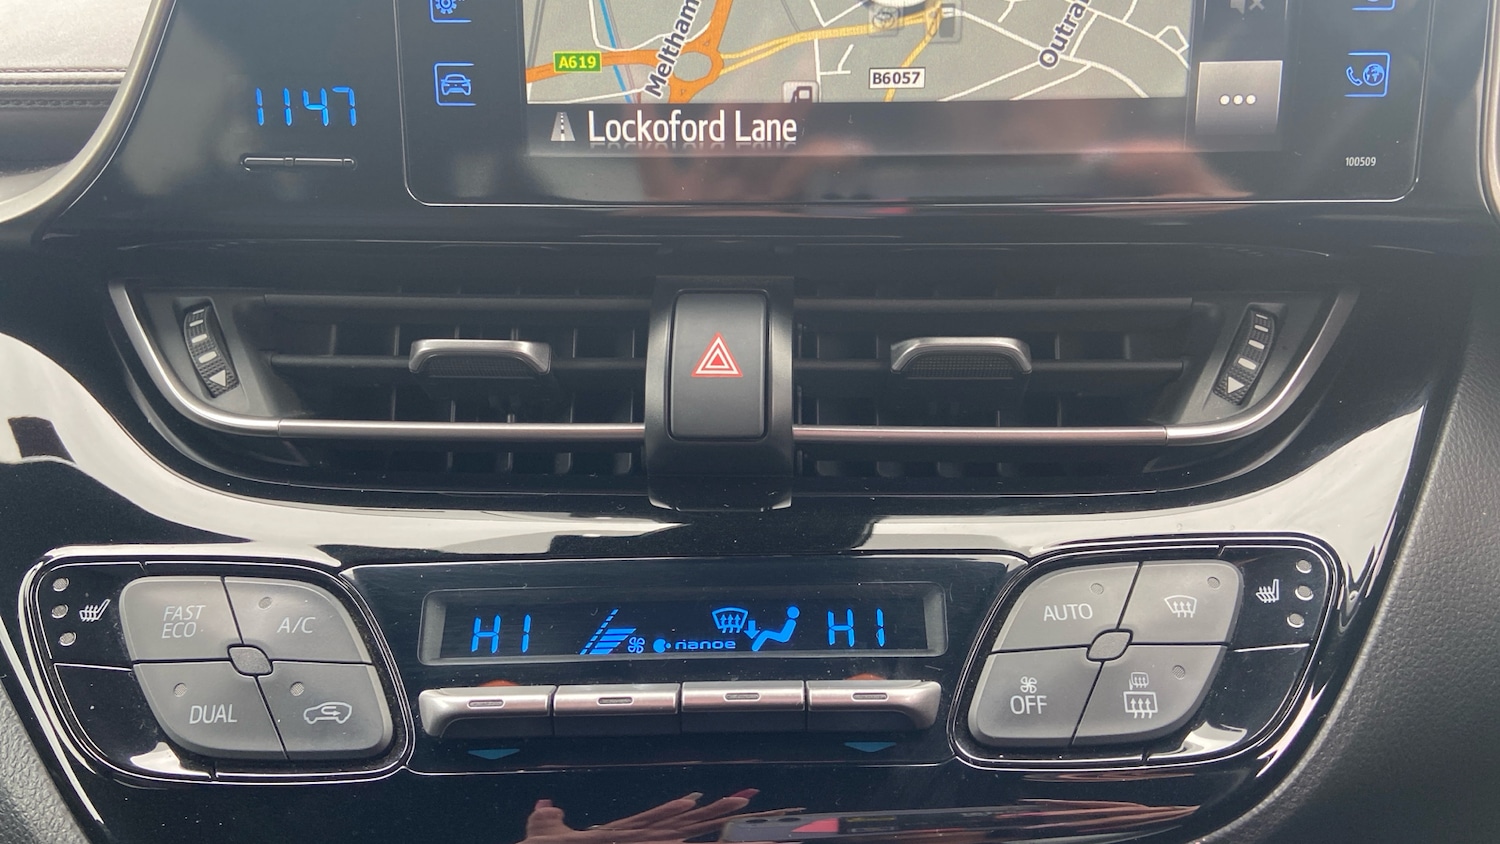 Meltham
Outra
A619
B6057
1147
Lockoford Lane
100509
FAST
ECO
A/C
DUAL
HI
nanoe
HI
AUTO
OFF